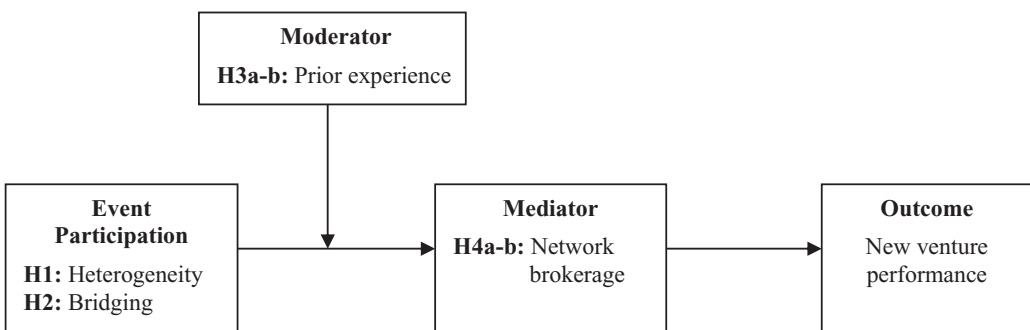 Moderator
H3a-b: Prior experience
Event
Participation
H1: Heterogeneity
H2: Bridging
Mediator
H4a-b: Network
brokerage
Outcome
New venture
performance